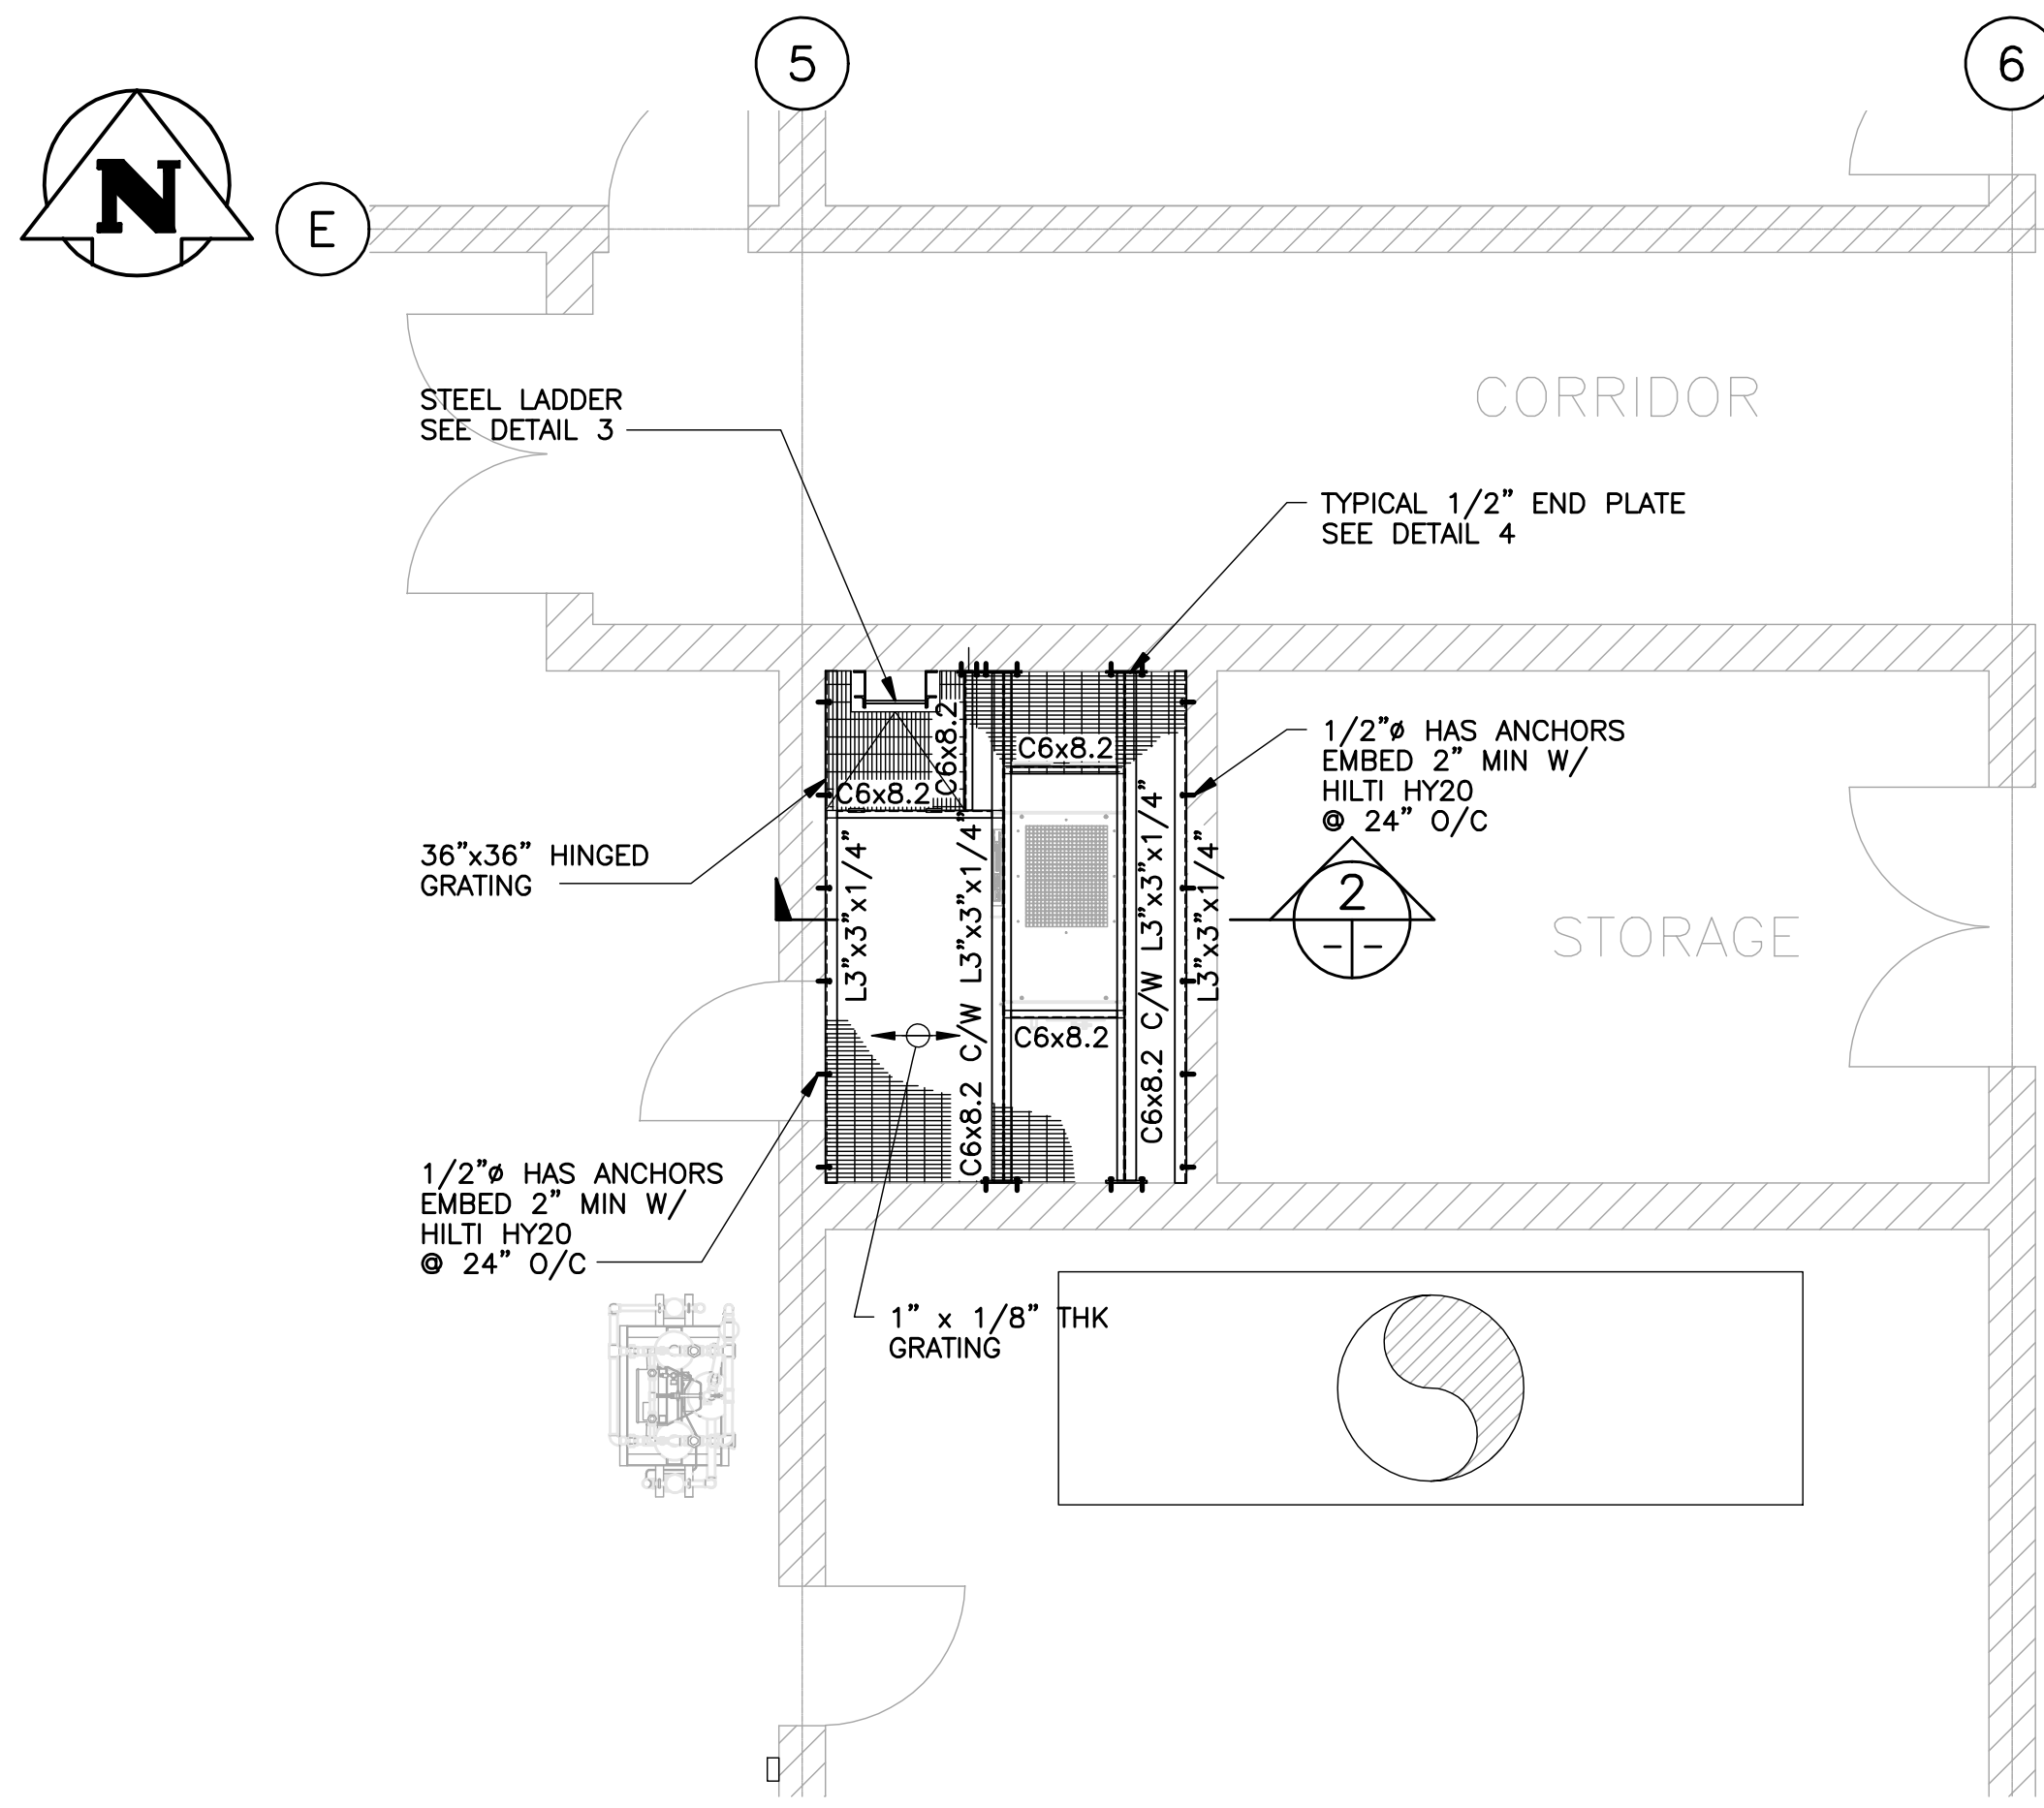 5
6
N
E
CORRIDOR
STEEL LADDER
SEE DETAIL 3
TYPICAL 1/2" END PLATE
SEE DETAIL 4
C6x8.2
C6x8.2
C6x8.2
1/2"ø HAS ANCHORS
EMBED 2" MIN W/
HILTI HY20
@ 24" O/C
36"x36" HINGED
GRATING
L3"x3"x1/4"
C6x8.2 C/W L3"x3"x1/4"
C6x8.2 C/W L3"x3"x1/4"
L3"x3"x1/4"
2
- -
STORAGE
C6x8.2
1/2"ø HAS ANCHORS
EMBED 2" MIN W/
HILTI HY20
@ 24" O/C
1" x 1/8" THK
GRATING